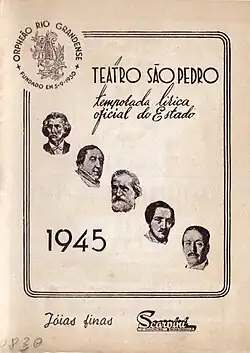 ORPHEÃO RIO GRANDENSE
FUNDADO EM 5-9-1930
TEATRO SÃO PEDRO
temporada lírica
oficial do Estado
1945
Jóias finas
Scarpini